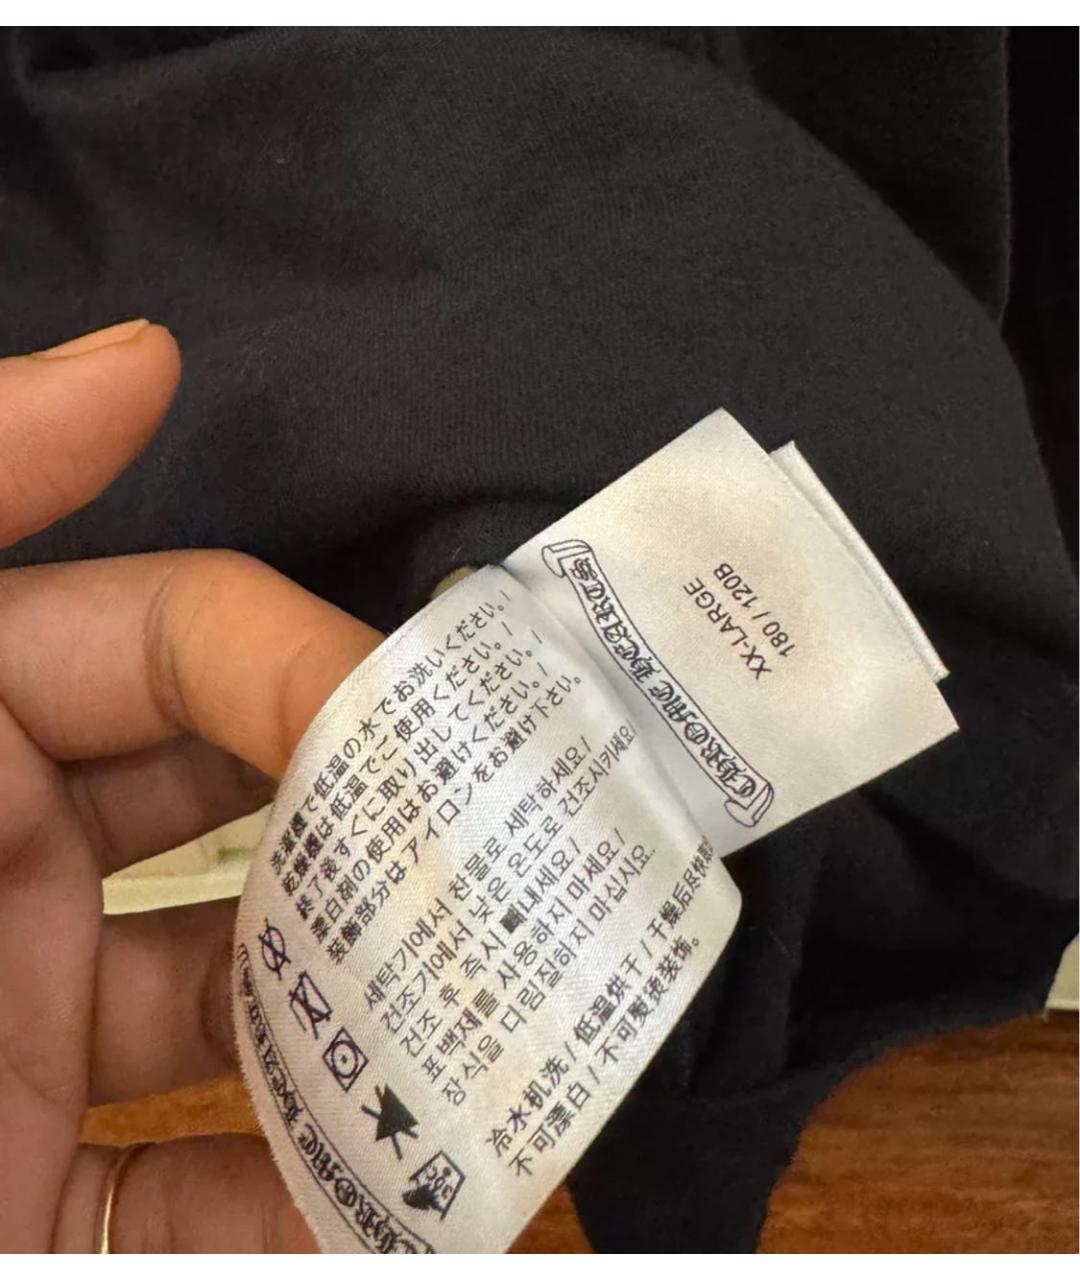 CHROME HEARTS
XX-LARGE
180 / 120B
洗濯機で低温の水でお洗いください。/
乾燥機は低温でご使用ください。/
終了後すぐに取り出してください。/
漂白剤の使用はお避けください。/
装飾部分はアイロンをお避け下さい。
세탁기에서 찬물로 세탁하세요/
건조기에서 낮은 온도로 건조시키세요/
건조 후 즉시 빼내세요/
표백제를 사용하지 마세요/
장식을 다림질하지 마십시요.
冷水机洗 / 低温烘干 / 干燥后尽快
不可漂白 / 不可熨烫装饰。
CHROME HEARTS